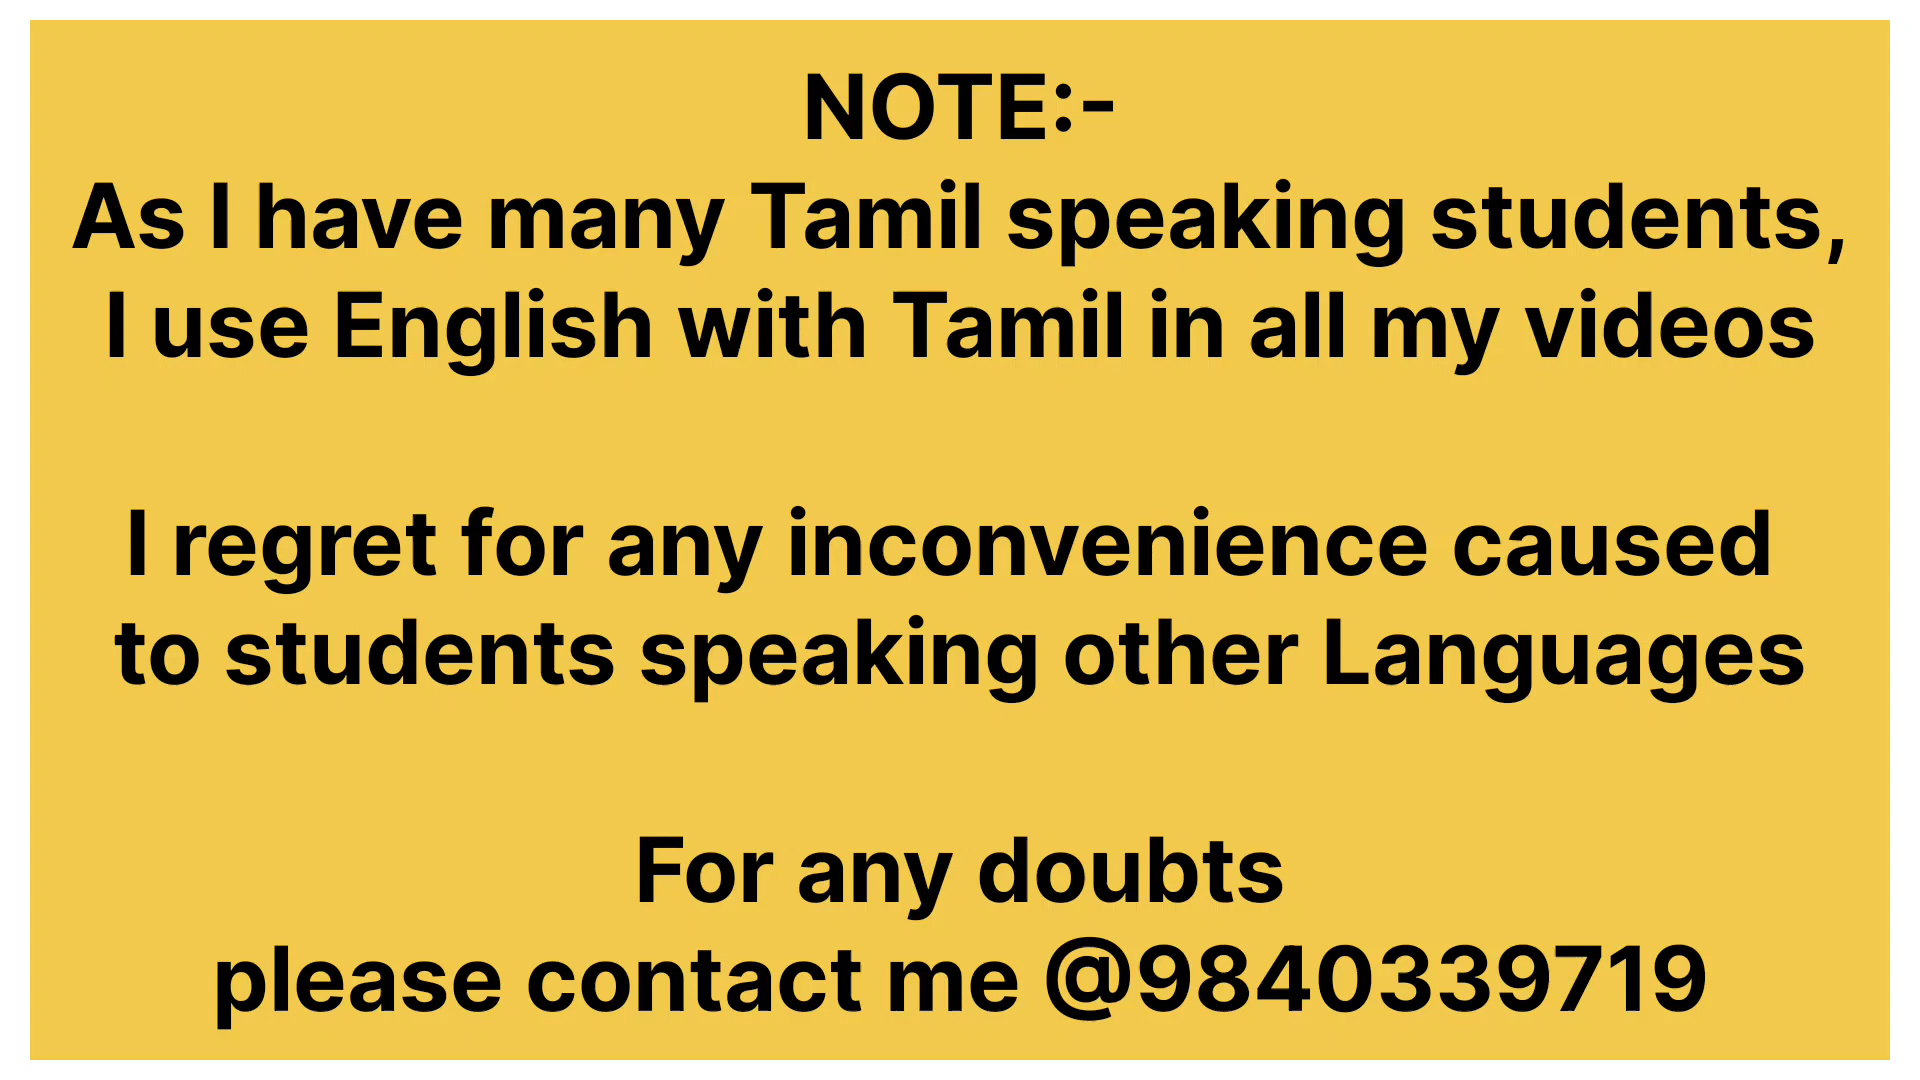 NOTE:-
As I have many Tamil speaking students,
I use English with Tamil in all my videos
I regret for any inconvenience caused
to students speaking other Languages
For any doubts
please contact me @9840339719